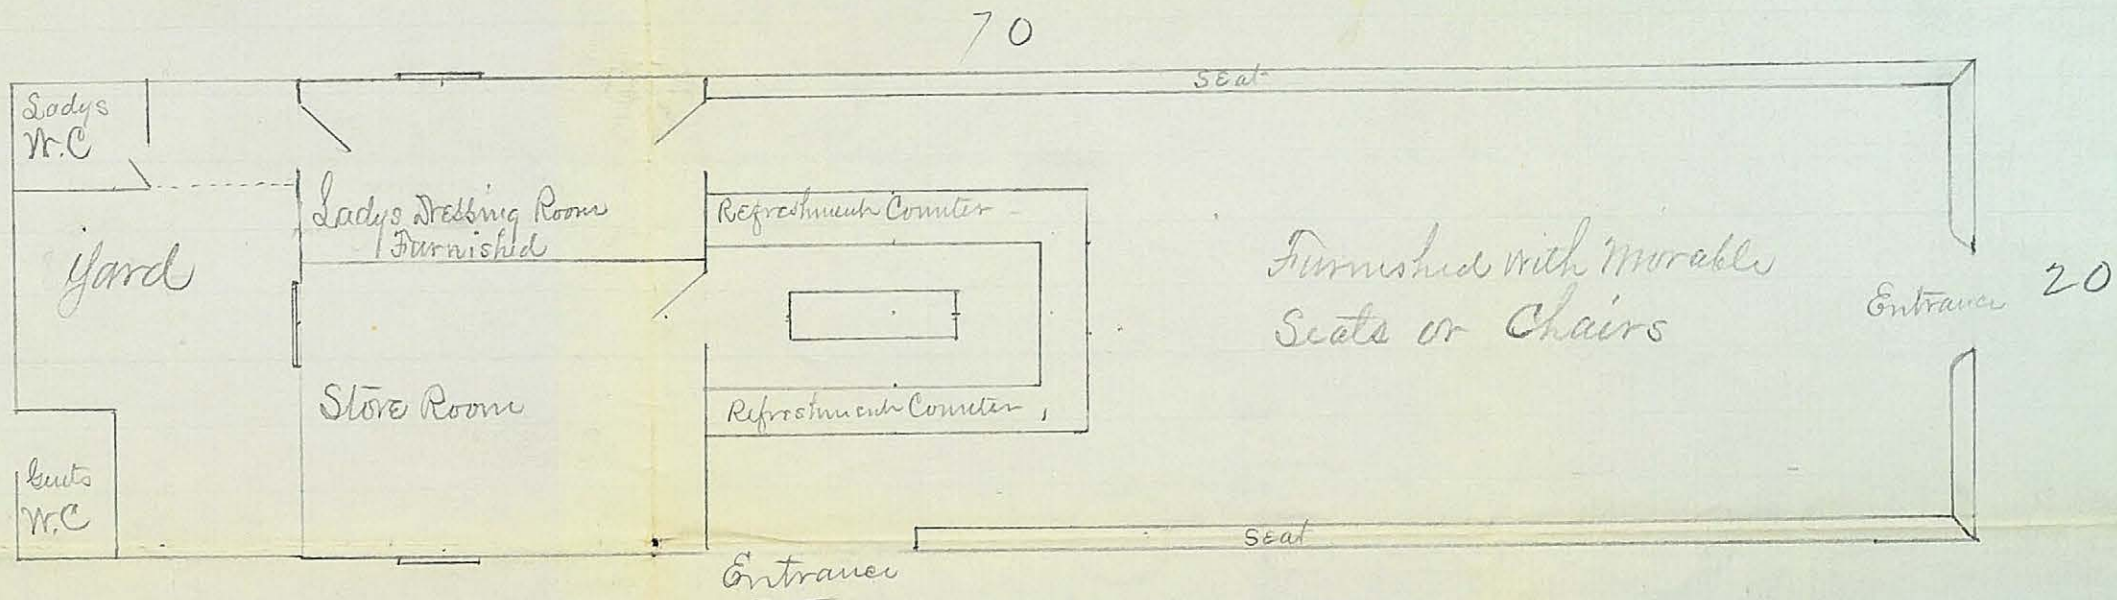 70
Seat
Ladys
W.C
Ladys Dressing Room
Furnished
Refreshment Counter
Yard
Furnished with Movable
Seats or Chairs
Entrance
20
Store Room
Refreshment Counter
Gents
W.C
Seat
Entrance